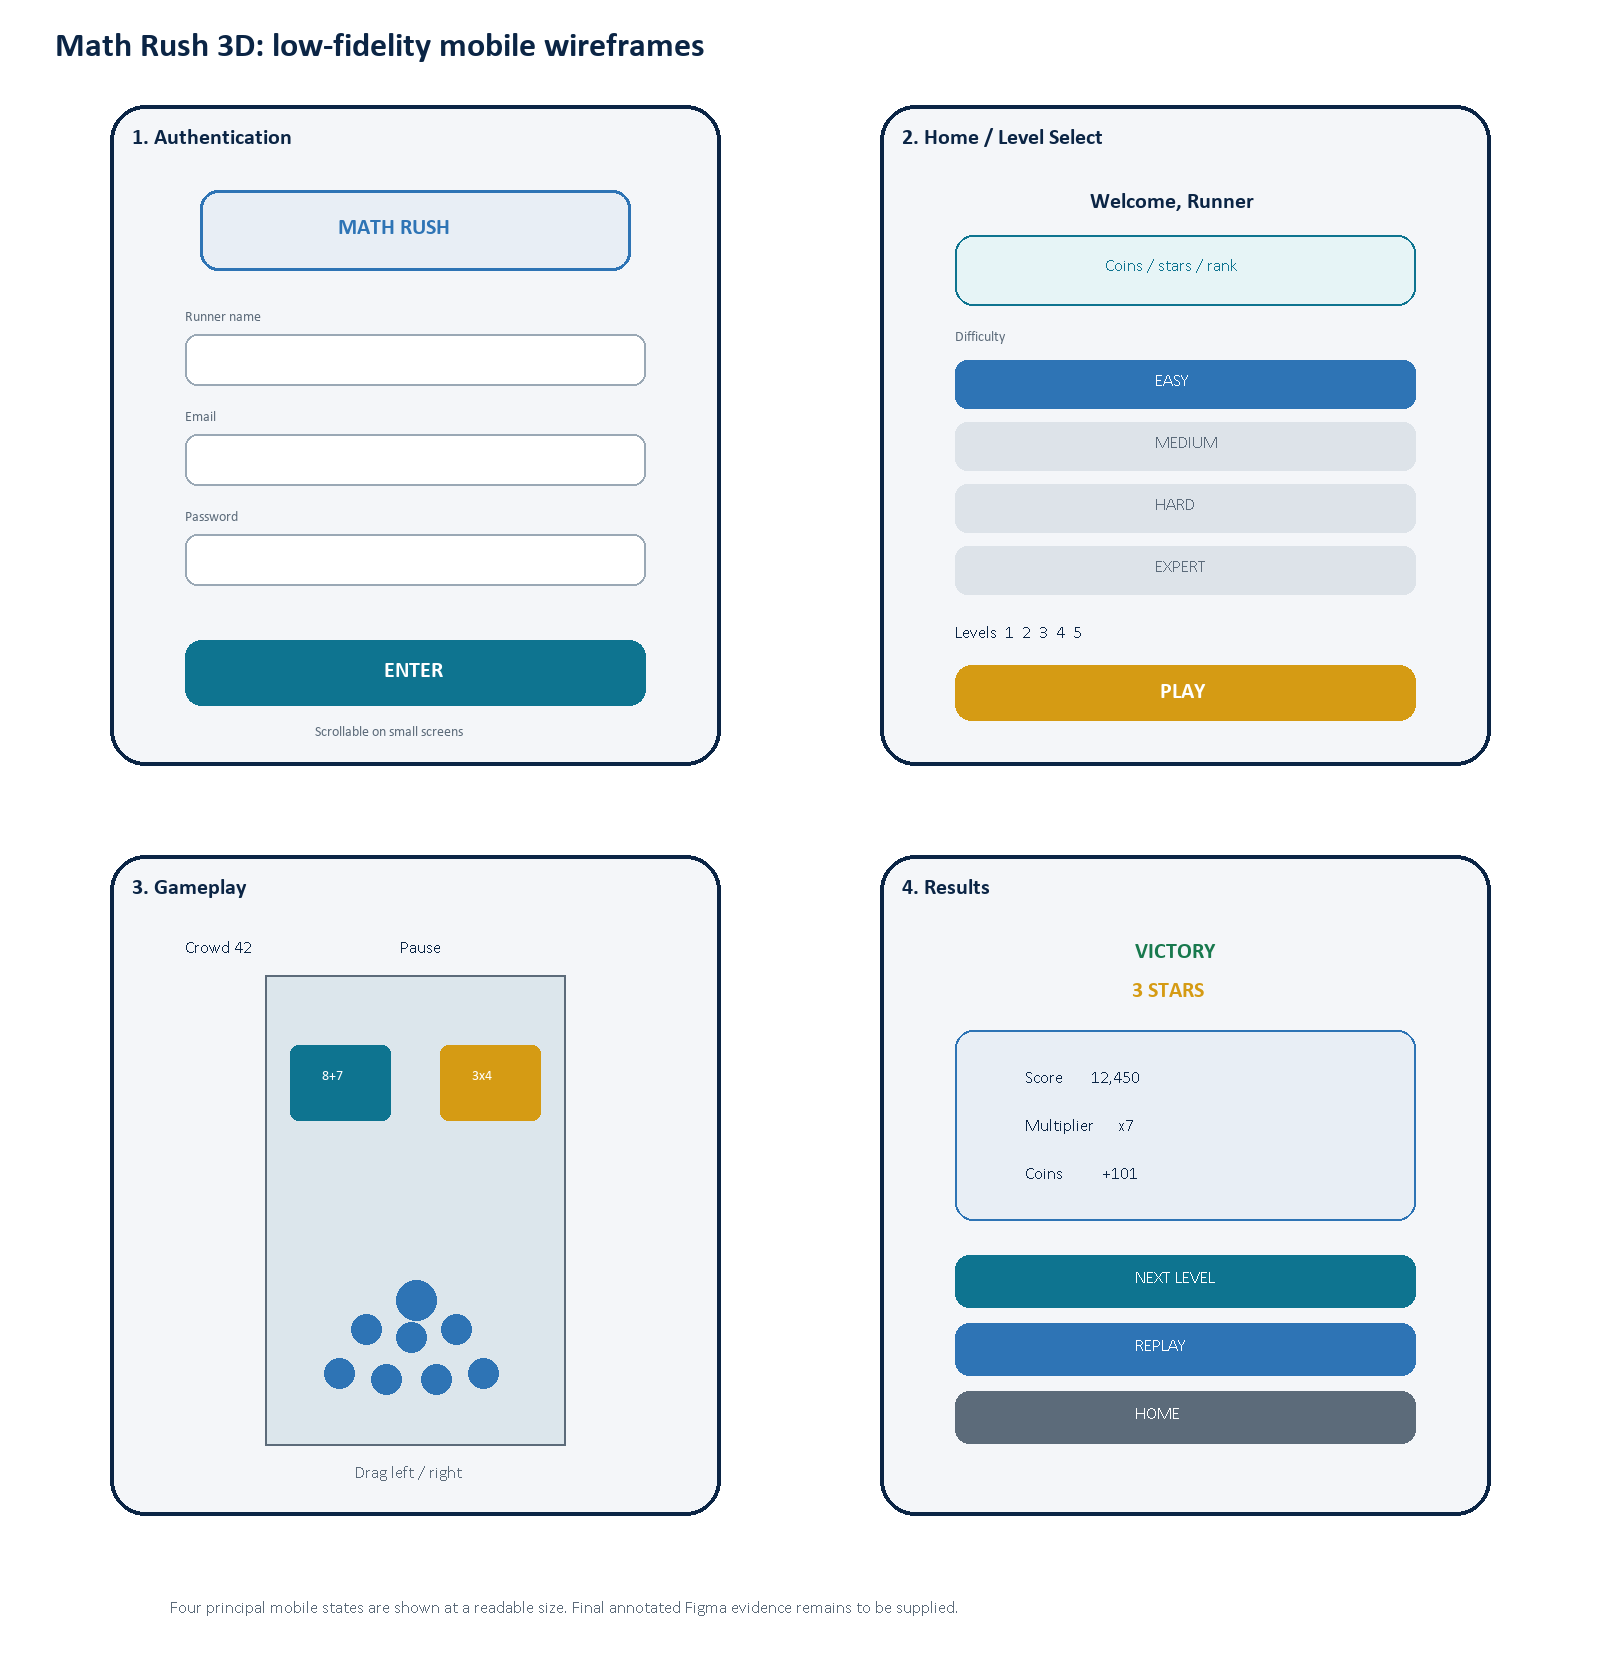 Math Rush 3D: low-fidelity mobile wireframes
1. Authentication
MATH RUSH
Runner name
Email
Password
ENTER
Scrollable on small screens
2. Home / Level Select
Welcome, Runner
Coins / stars / rank
Difficulty
EASY
MEDIUM
HARD
EXPERT
Levels 1 2 3 4 5
PLAY
3. Gameplay
Crowd 42 Pause
8+7 3x4
Drag left / right
4. Results
VICTORY
3 STARS
Score 12,450
Multiplier x7
Coins +101
NEXT LEVEL
REPLAY
HOME
Four principal mobile states are shown at a readable size. Final annotated Figma evidence remains to be supplied.